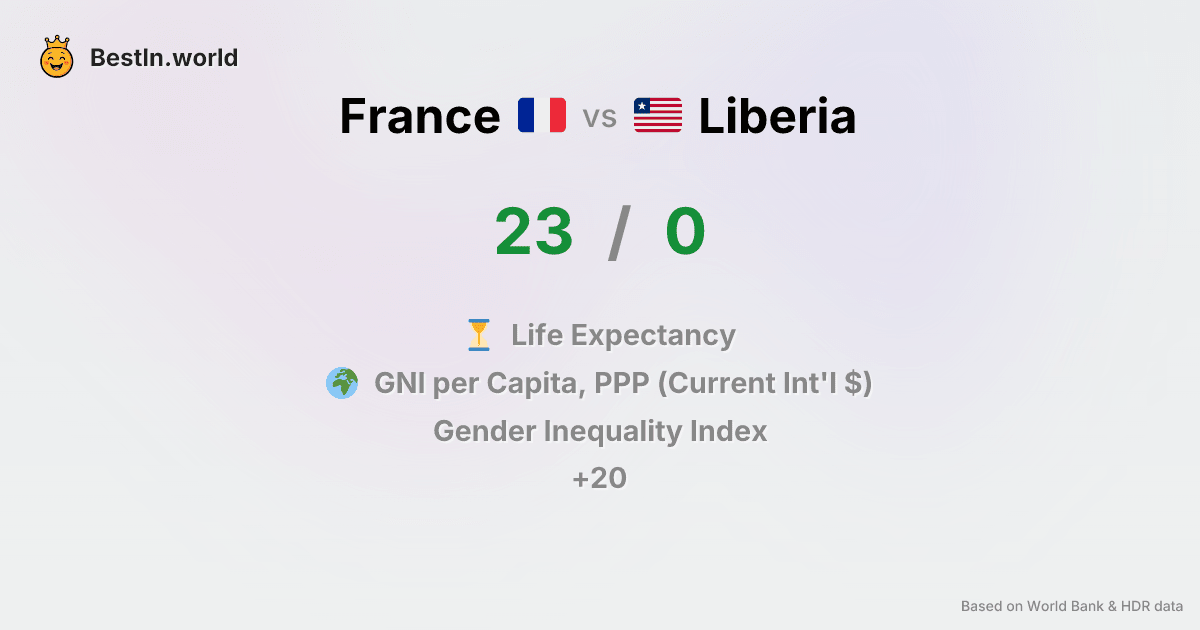 BestIn.world
France vs Liberia
23 / 0
Life Expectancy
GNI per Capita, PPP (Current Int'l $)
Gender Inequality Index
+20
Based on World Bank & HDR data